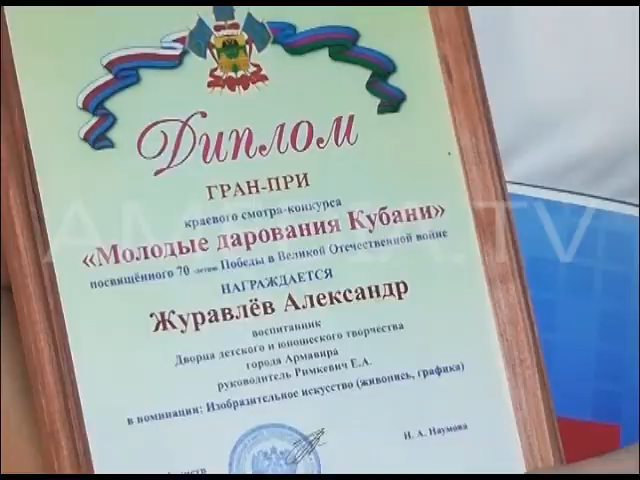 Диплом
ГРАН-ПРИ
краевого смотра-конкурса
«Молодые дарования Кубани»
посвящённого 70 -летию Победы в Великой Отечественной войне
НАГРАЖДАЕТСЯ
Журавлёв Александр
воспитанник
Дворца детского и юношеского творчества
города Армавира
руководитель Римкевич Е.А.
в номинации: Изобразительное искусство (живопись, графика)
Н. А. Наумова